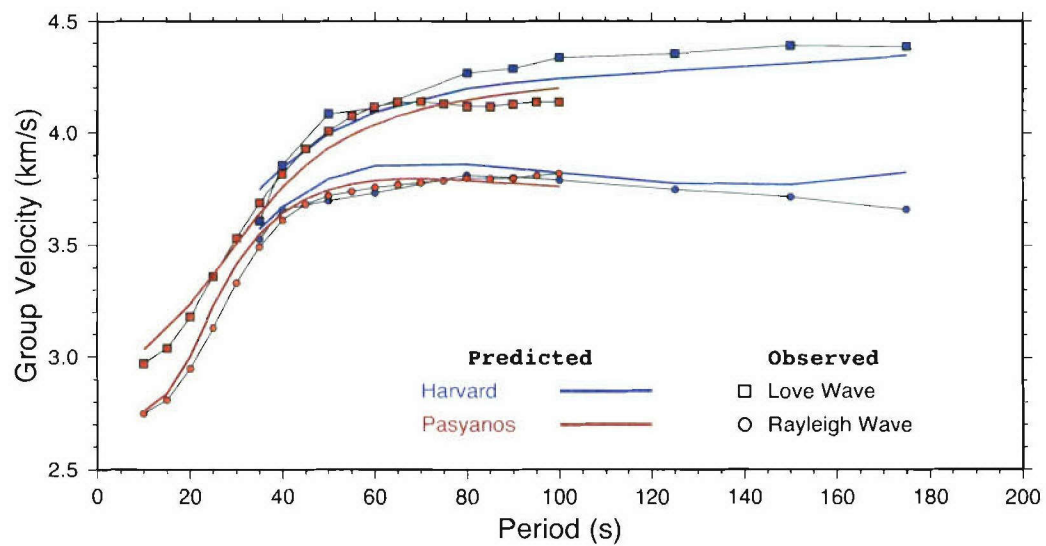 4.5
4.0
3.5
3.0
2.5
Group Velocity (km/s)
Predicted Observed
Harvard Love Wave
Pasyanos Rayleigh Wave
0 20 40 60 80 100 120 140 160 180 200
Period (s)